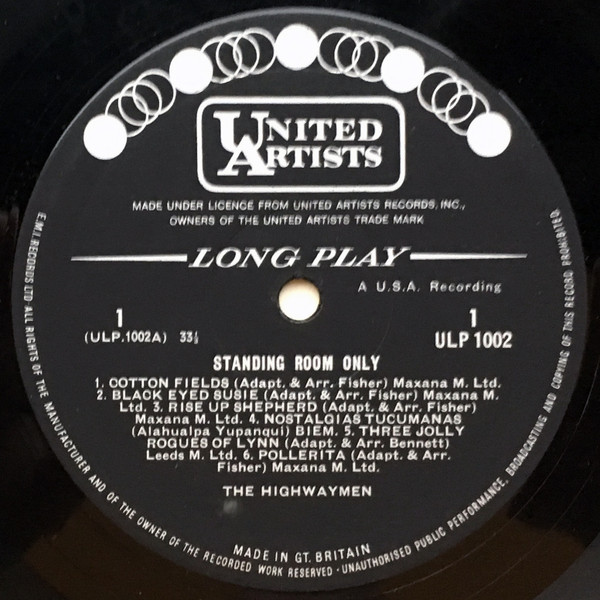 UNITED
ARTISTS
MADE UNDER LICENCE FROM UNITED ARTISTS RECORDS, INC.,
OWNERS OF THE UNITED ARTISTS TRADE MARK
LONG PLAY
A U.S.A. Recording
1
(ULP.1002A) 33⅓
1
ULP 1002
STANDING ROOM ONLY
1. COTTON FIELDS (Adapt. & Arr. Fisher) Maxana M. Ltd.
2. BLACK EYED SUSIE (Adapt. & Arr. Fisher) Maxana M.
Ltd. 3. RISE UP SHEPHERD (Adapt. & Arr. Fisher)
Maxana M. Ltd. 4. NOSTALGIAS TUCUMANAS
(Alahualpa Yupanqui) BIEM. 5. THREE JOLLY
ROGUES OF LYNN (Adapt. & Arr. Bennett)
Leeds M. Ltd. 6. POLLERITA (Adapt. & Arr.
Fisher) Maxana M. Ltd.
THE HIGHWAYMEN
MADE IN GT. BRITAIN
E.M.I. RECORDS LTD ALL RIGHTS OF THE MANUFACTURER AND OF THE OWNER OF THE RECORDED WORK RESERVED · UNAUTHORISED PUBLIC PERFORMANCE, BROADCASTING AND COPYING OF THIS RECORD PROHIBITED.